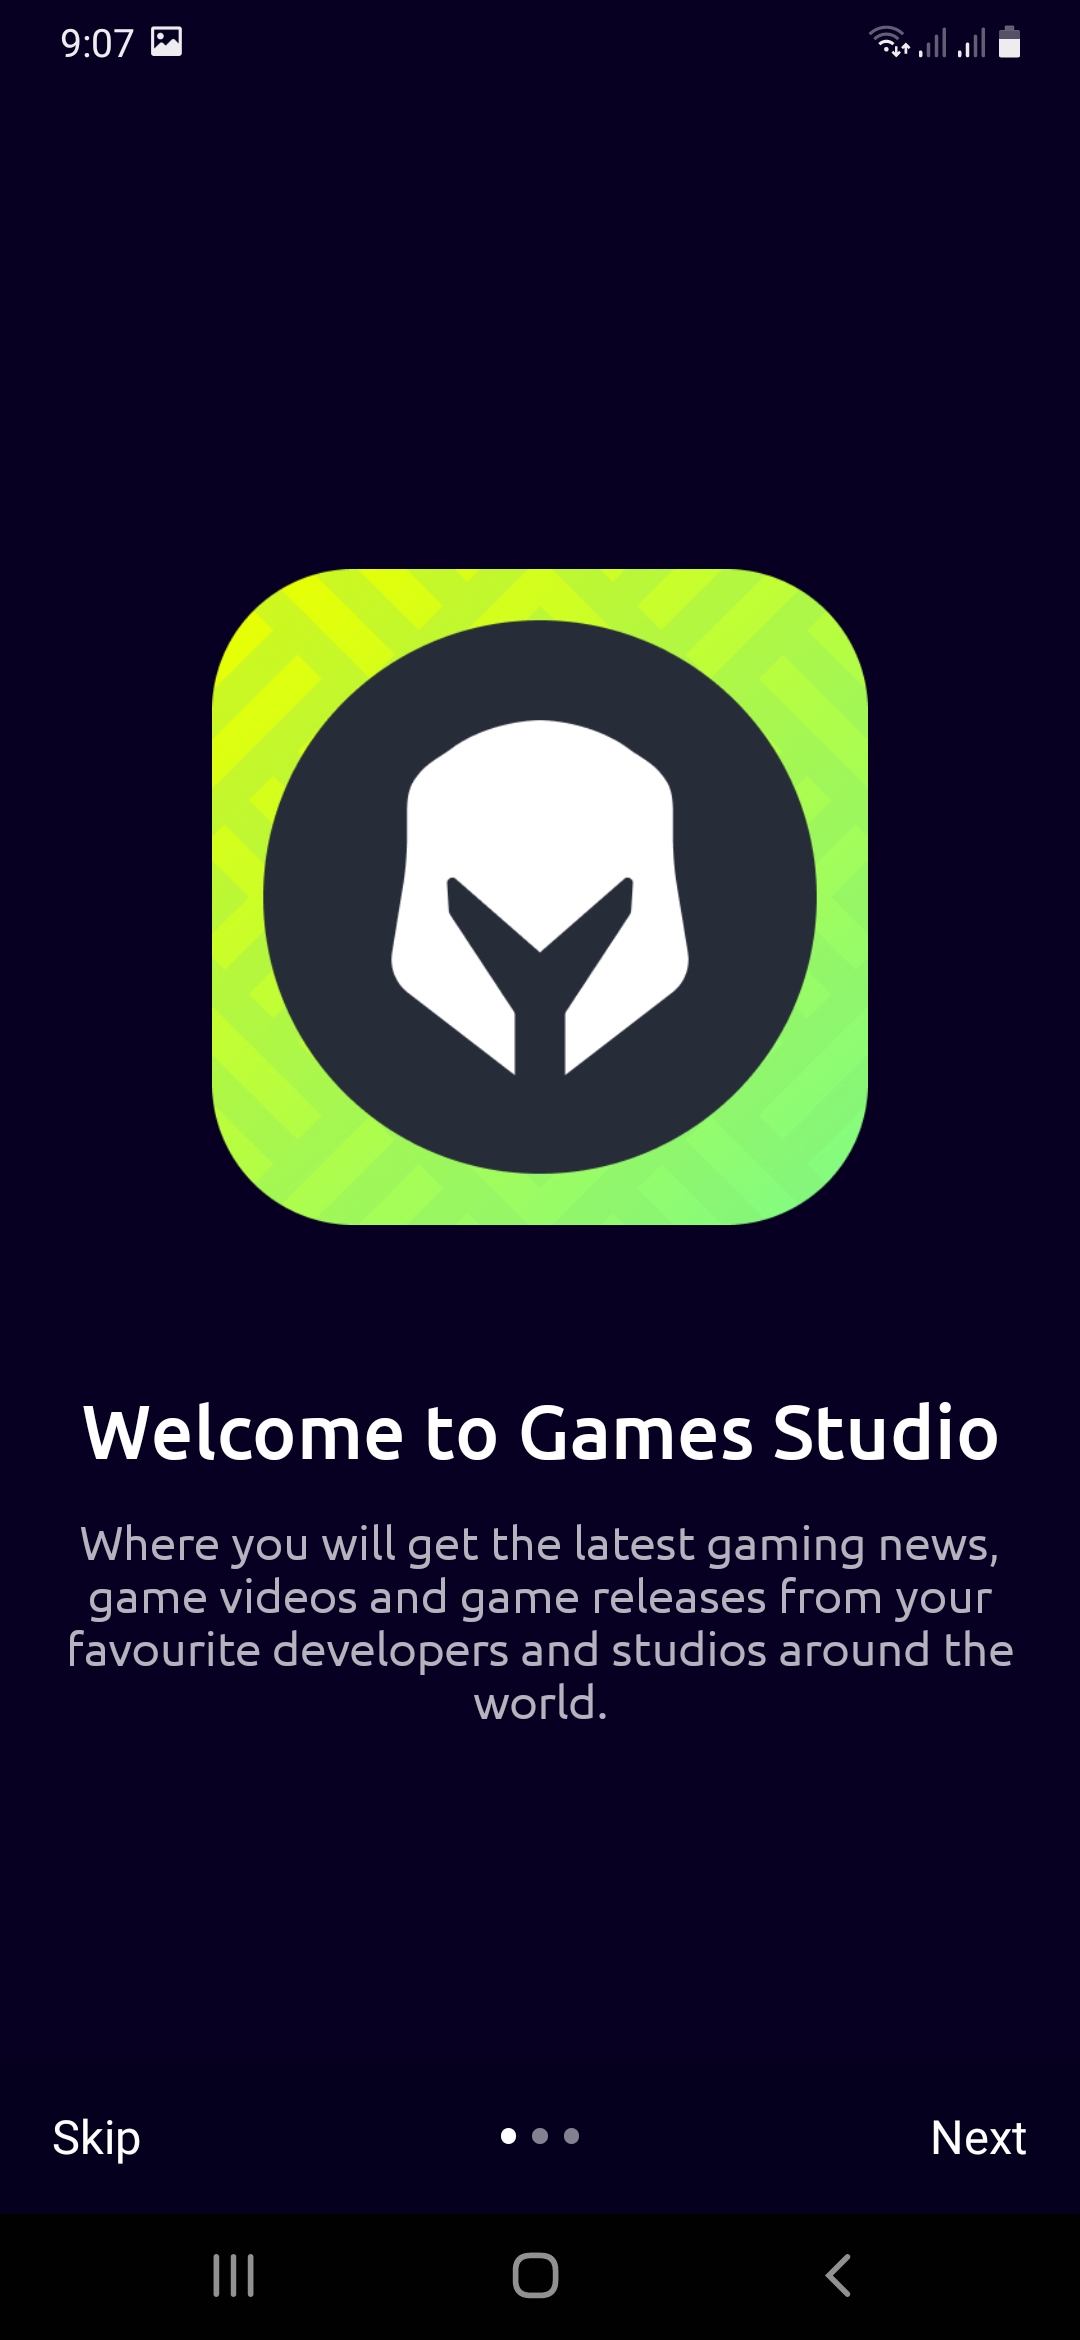 9:07
Welcome to Games Studio
Where you will get the latest gaming news,
game videos and game releases from your
favourite developers and studios around the
world.
Skip
Next